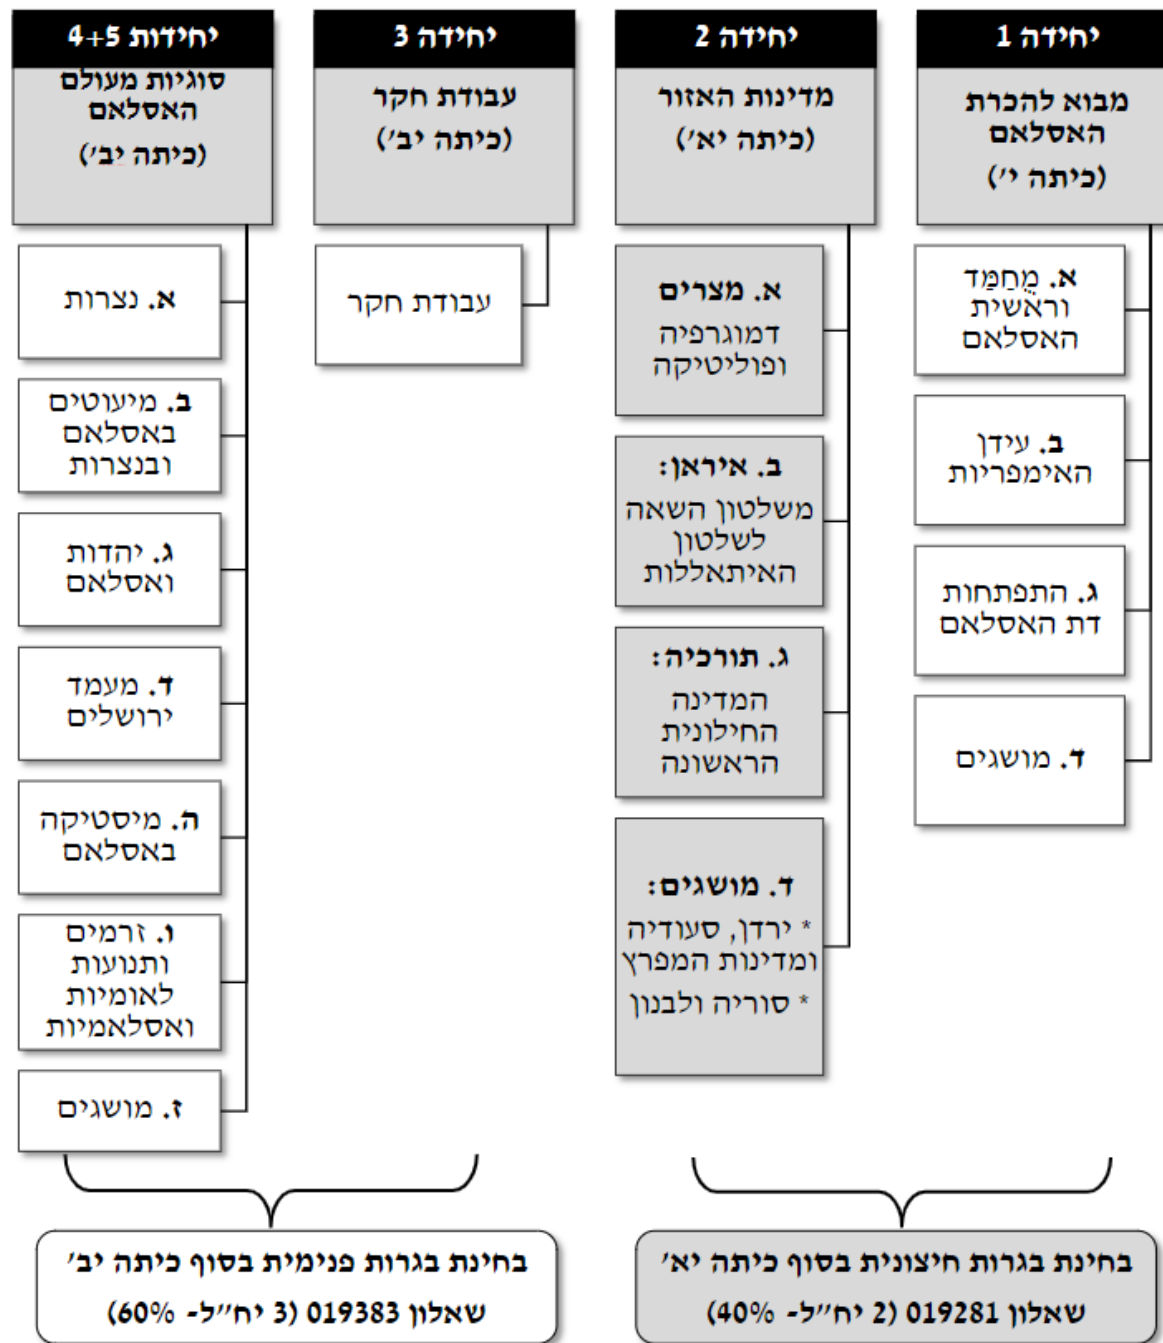 יחידה 1
מבוא להכרת
האסלאם
(כיתה י')
א. מֻחַמַּד
וראשית
האסלאם
ב. עידן
האימפריות
ג. התפתחות
דת האסלאם
ד. מושגים
יחידה 2
מדינות האזור
(כיתה יא')
א. מצרים
דמוגרפיה
ופוליטיקה
ב. איראן:
משלטון השאה
לשלטון
האיתאללות
ג. תורכיה:
המדינה
החילונית
הראשונה
ד. מושגים:
* ירדן, סעודיה
ומדינות המפרץ
* סוריה ולבנון
יחידה 3
עבודת חקר
(כיתה יב')
עבודת חקר
יחידות 4+5
סוגיות מעולם
האסלאם
(כיתה יב')
א. נצרות
ב. מיעוטים
באסלאם
ובנצרות
ג. יהדות
ואסלאם
ד. מעמד
ירושלים
ה. מיסטיקה
באסלאם
ו. זרמים
ותנועות
לאומיות
ואסלאמיות
ז. מושגים
בחינת בגרות חיצונית בסוף כיתה יא'
שאלון 019281 (2 יח"ל- 40%)
בחינת בגרות פנימית בסוף כיתה יב'
שאלון 019383 (3 יח"ל- 60%)